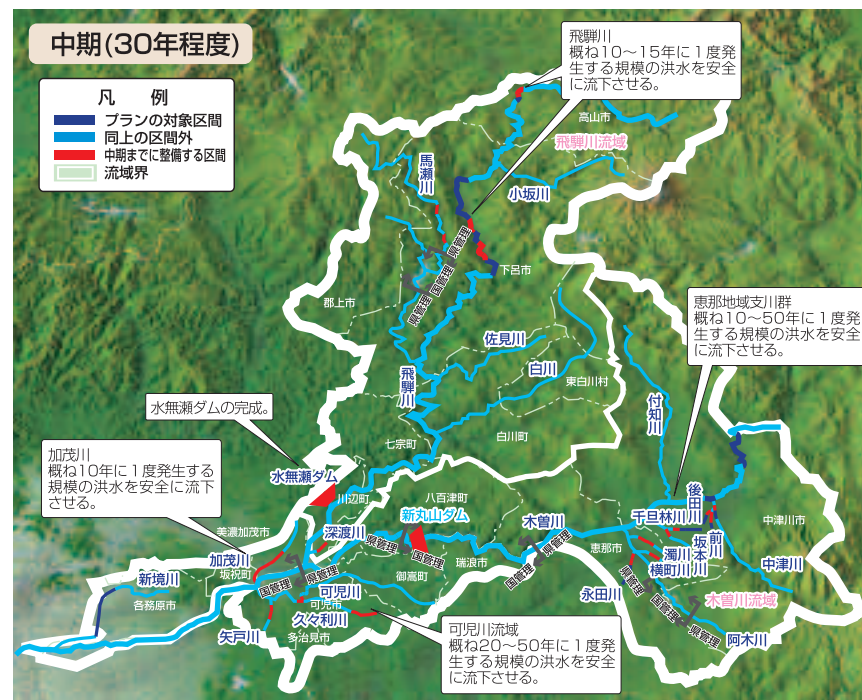 中期(30年程度)
凡 例
プランの対象区間
同上の区間外
中期までに整備する区間
流域界
飛騨川
概ね10～15年に1度発
生する規模の洪水を安全
に流下させる。
高山市
飛騨川流域
馬瀬川
小坂川
県管理
国管理
県管理
下呂市
郡上市
恵那地域支川群
概ね10～50年に1度発
生する規模の洪水を安全
に流下させる。
佐見川
白川
東白川村
飛騨川
付知川
白川町
七宗町
水無瀬ダムの完成。
加茂川
概ね10年に1度発生する
規模の洪水を安全に流下
させる。
水無瀬ダム
川辺町
八百津町
新丸山ダム
美濃加茂市
深渡川
木曽川
後田川
千旦林川
中津川市
県管理
国管理
瑞浪市
国管理
県管理
恵那市
坂本川
前川
濁川
横町川
中津川
加茂川
坂祝町
新境川
各務原市
国管理
県管理
御嵩町
可児川
可児市
久々利川
多治見市
矢戸川
永田川
県管理
国管理
県管理
木曽川流域
阿木川
可児川流域
概ね20～50年に1度発
生する規模の洪水を安全
に流下させる。